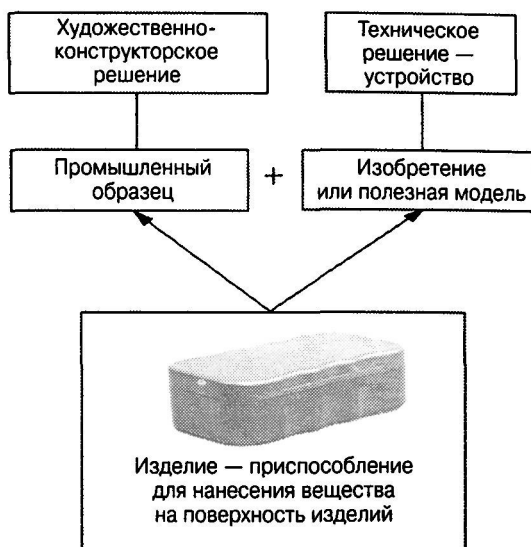 Художественно-
конструкторское
решение
Техническое
решение —
устройство
Промышленный
образец
+
Изобретение
или полезная модель
Изделие — приспособление
для нанесения вещества
на поверхность изделий